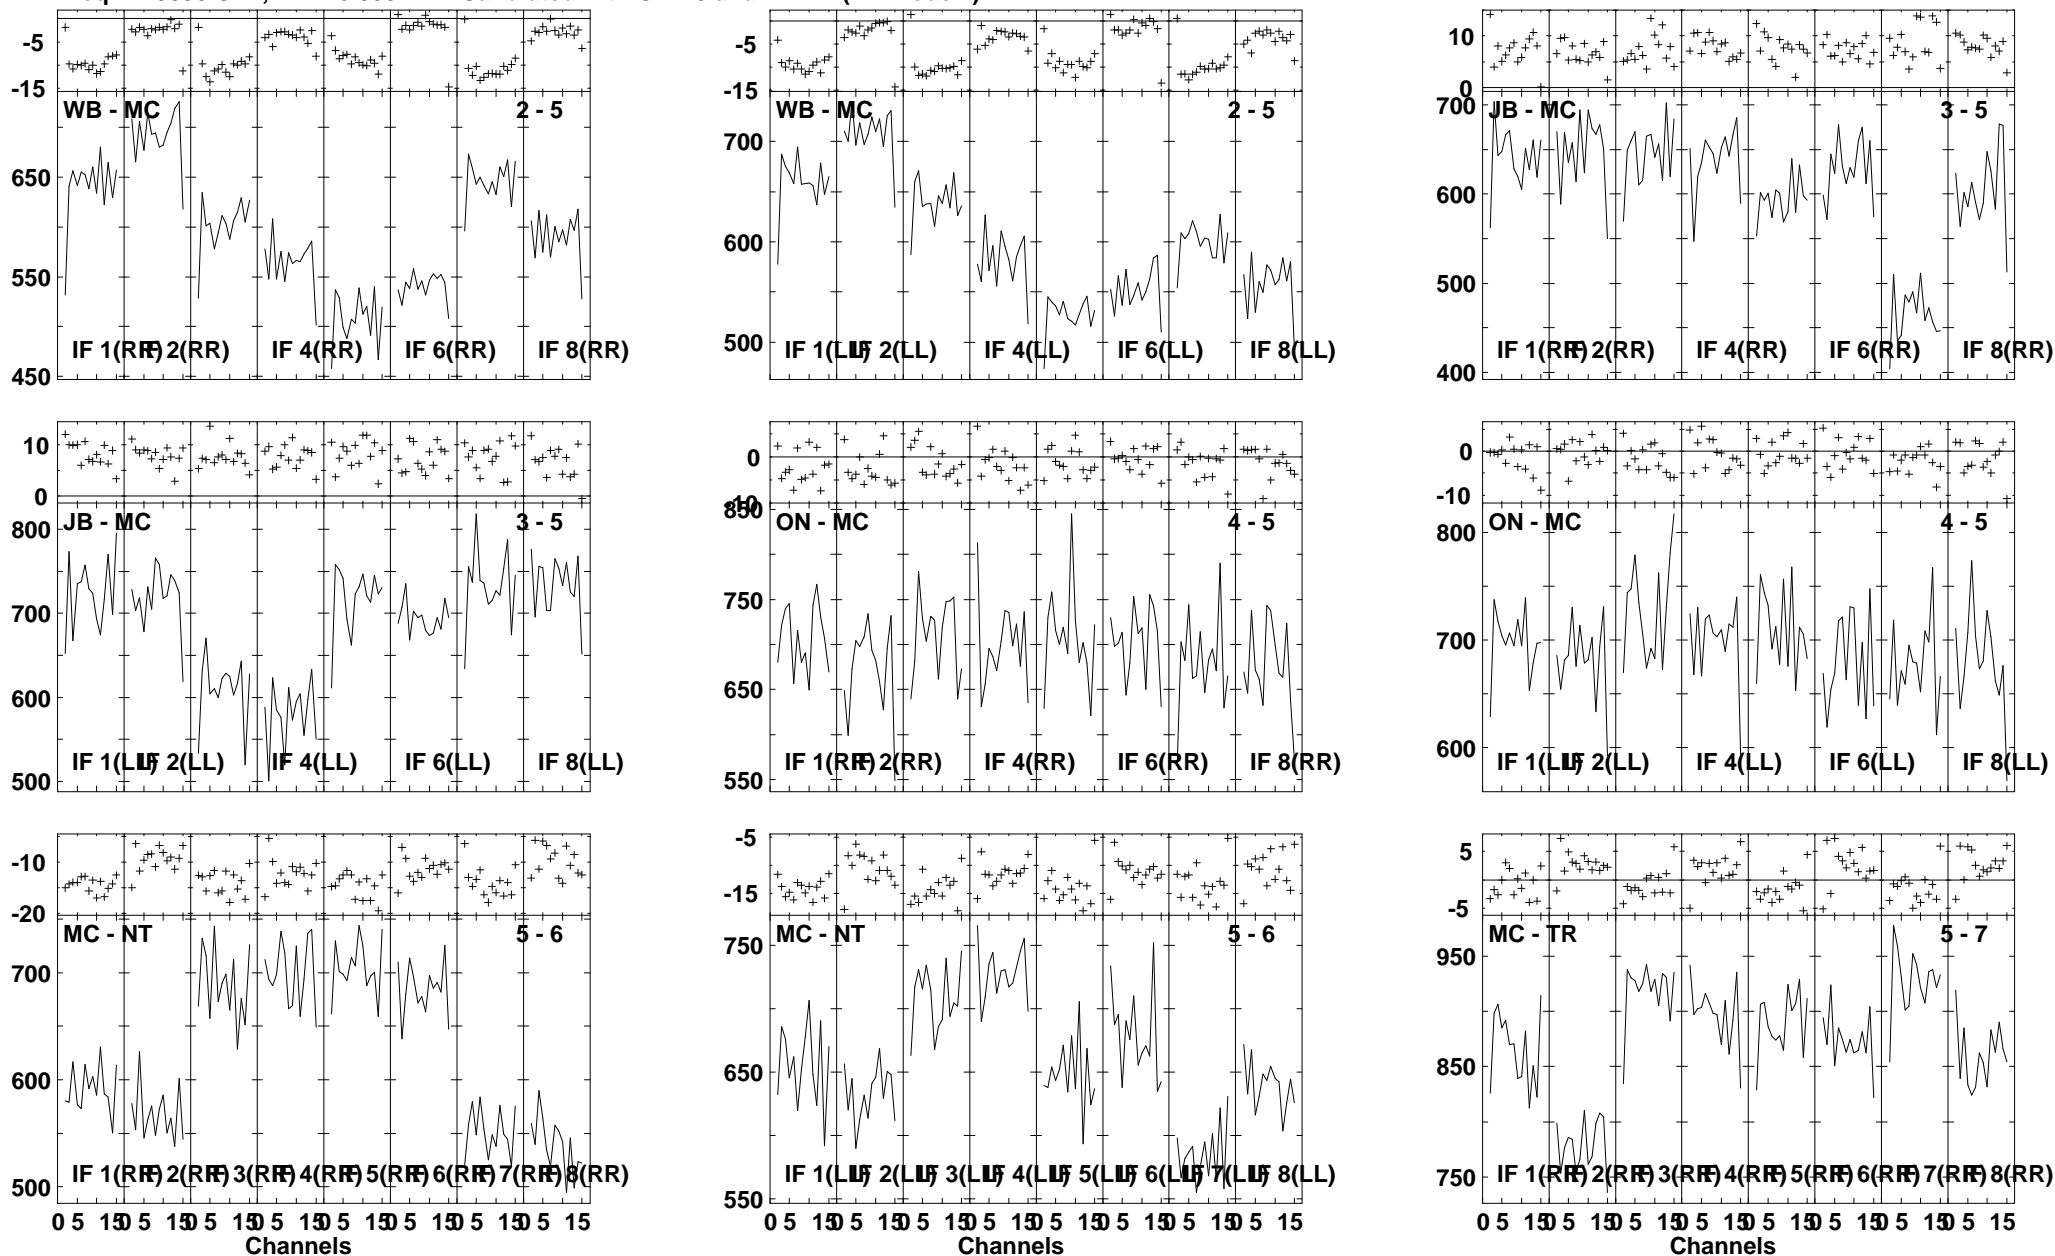 -5 -5 10
-15 -15 0
WB - MC 2 - 5 WB - MC 2 - 5 JB - MC 3 - 5
700
700
650
600
600
550
500
500
450 400
IF 1(RR) IF 2(RR) IF 4(RR) IF 6(RR) IF 8(RR) IF 1(LL) IF 2(LL) IF 4(LL) IF 6(LL) IF 8(LL) IF 1(RR) IF 2(RR) IF 4(RR) IF 6(RR) IF 8(RR)
10 0 0
0 -10 -10
JB - MC 3 - 5 ON - MC 4 - 5 ON - MC 4 - 5
800 850 800
700 750 700
600 650 600
500 550
IF 1(LL) IF 2(LL) IF 4(LL) IF 6(LL) IF 8(LL) IF 1(RR) IF 2(RR) IF 4(RR) IF 6(RR) IF 8(RR) IF 1(LL) IF 2(LL) IF 4(LL) IF 6(LL) IF 8(LL)
-10 -5 5
-20 -15 -5
MC - NT 5 - 6 MC - NT 5 - 6 MC - TR 5 - 7
700 750 950
600 650 850
500 550 750
IF 1(RR) IF 2(RR) IF 3(RR) IF 4(RR) IF 5(RR) IF 6(RR) IF 7(RR) IF 8(RR) IF 1(LL) IF 2(LL) IF 3(LL) IF 4(LL) IF 5(LL) IF 6(LL) IF 7(LL) IF 8(LL) IF 1(RR) IF 2(RR) IF 3(RR) IF 4(RR) IF 5(RR) IF 6(RR) IF 7(RR) IF 8(RR)
0 5 15 0 5 15 0 5 15 0 5 15 0 5 15 0 5 15 0 5 15 0 5 15 0 5 15
Channels Channels Channels